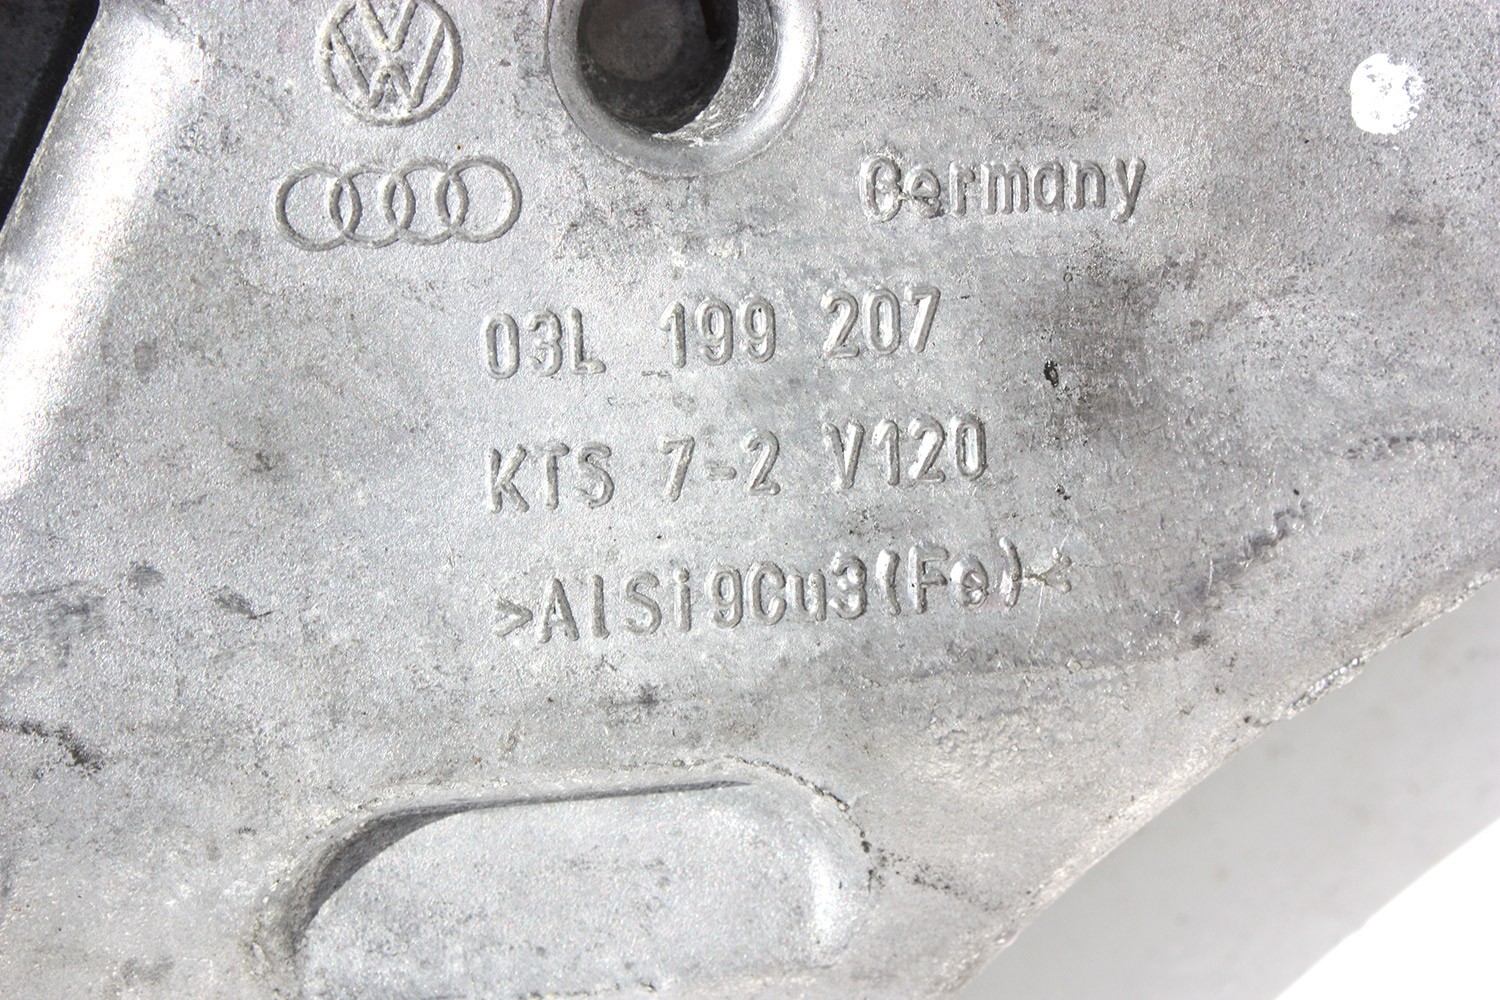 Germany
03L 199 207
KTS 7-2 V120
>AlSi9Cu3(Fe)<